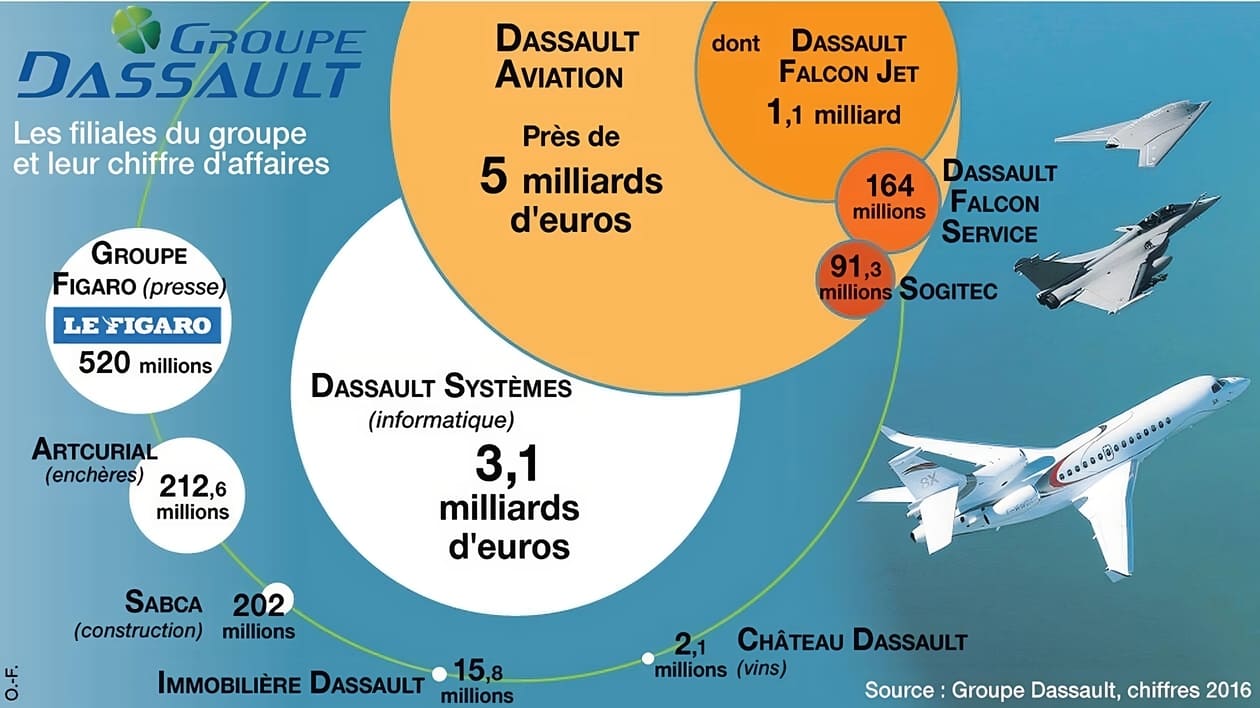 GROUPE
DASSAULT
Les filiales du groupe
et leur chiffre d'affaires
DASSAULT
AVIATION
Près de
5 milliards
d'euros
dont DASSAULT
FALCON JET
1,1 milliard
164
millions
DASSAULT
FALCON
SERVICE
91,3
millions
SOGITEC
GROUPE
FIGARO (presse)
LE FIGARO
520 millions
DASSAULT SYSTÈMES
(informatique)
3,1
milliards
d'euros
ARTCURIAL
(enchères)
212,6
millions
SABCA
(construction)
202
millions
IMMOBILIÈRE DASSAULT
15,8
millions
2,1
millions
CHÂTEAU DASSAULT
(vins)
8X
O.-F.
Source : Groupe Dassault, chiffres 2016